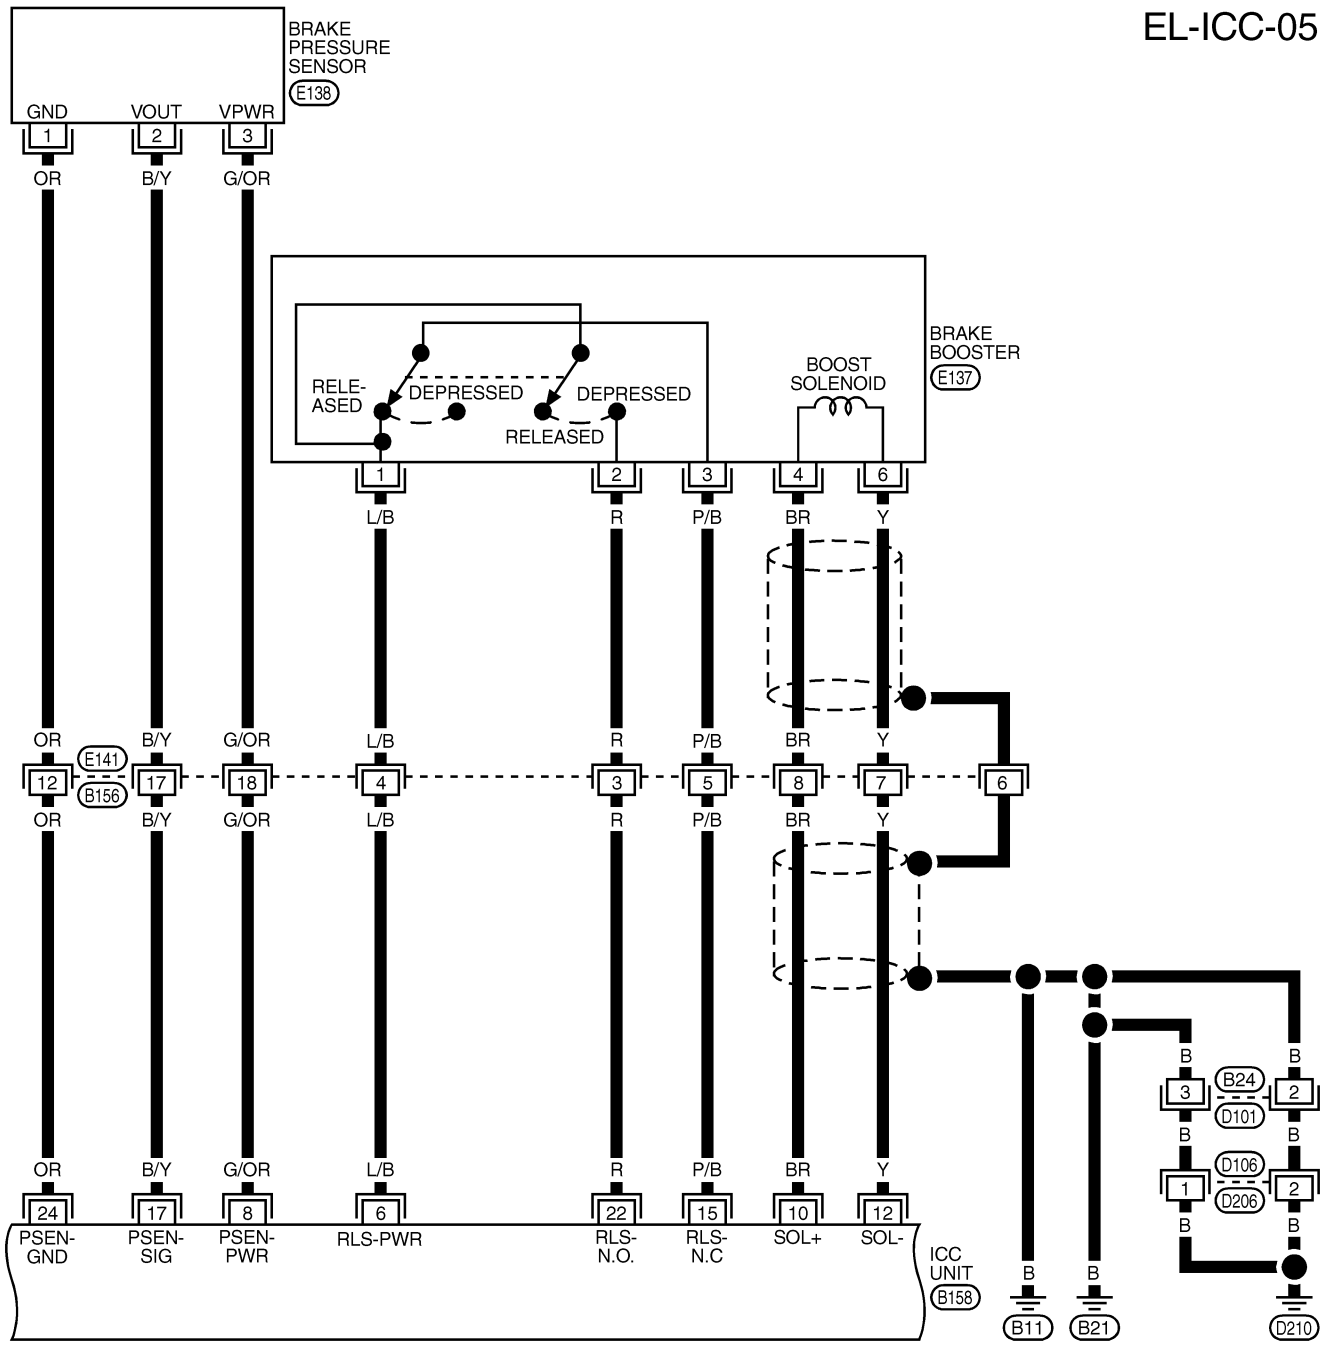 EL-ICC-05
BRAKE
PRESSURE
SENSOR
E138
GND VOUT VPWR
1 2 3
OR B/Y G/OR
BRAKE
BOOSTER
E137
BOOST
SOLENOID
RELE-
ASED
DEPRESSED
DEPRESSED
RELEASED
1 2 3 4 6
L/B R P/B BR Y
OR B/Y G/OR L/B R P/B BR Y
E141
12 17 18 4 3 5 8 7 6
B156
OR B/Y G/OR L/B R P/B BR Y
B B
B24
3 2
D101
B B
D106
1 2
D206
B B
OR B/Y G/OR L/B R P/B BR Y
24 17 8 6 22 15 10 12
PSEN-
GND
PSEN-
SIG
PSEN-
PWR
RLS-PWR
RLS-
N.O.
RLS-
N.C
SOL+
SOL-
ICC
UNIT
B158
B B
B11 B21 D210